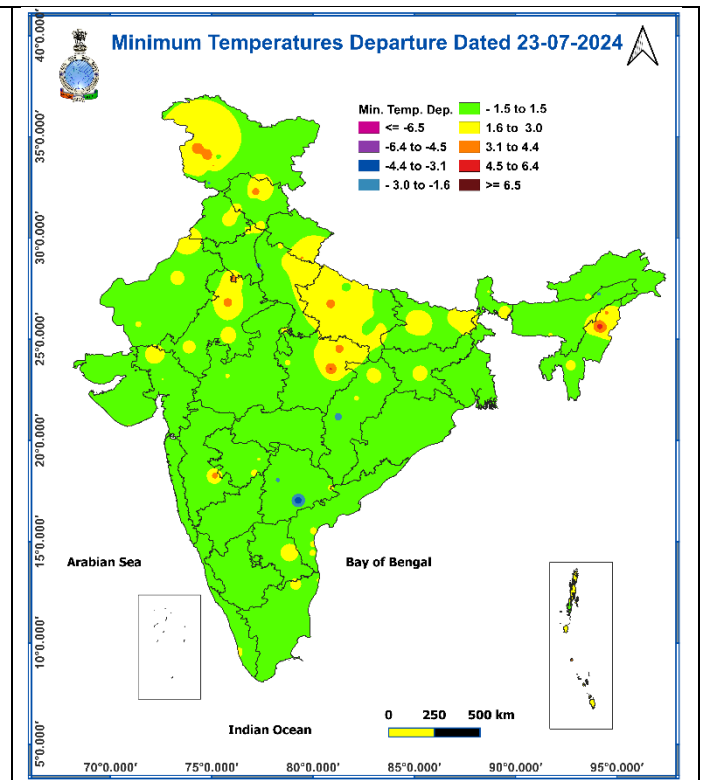 Minimum Temperatures Departure Dated 23-07-2024
Min. Temp. Dep.
<= -6.5
-6.4 to -4.5
-4.4 to -3.1
- 3.0 to -1.6
- 1.5 to 1.5
1.6 to 3.0
3.1 to 4.4
4.5 to 6.4
>= 6.5
40°0.000'
35°0.000'
30°0.000'
25°0.000'
20°0.000'
15°0.000'
10°0.000'
5°0.000'
Arabian Sea
Bay of Bengal
Indian Ocean
0 250 500 km
70°0.000' 75°0.000' 80°0.000' 85°0.000' 90°0.000' 95°0.000'